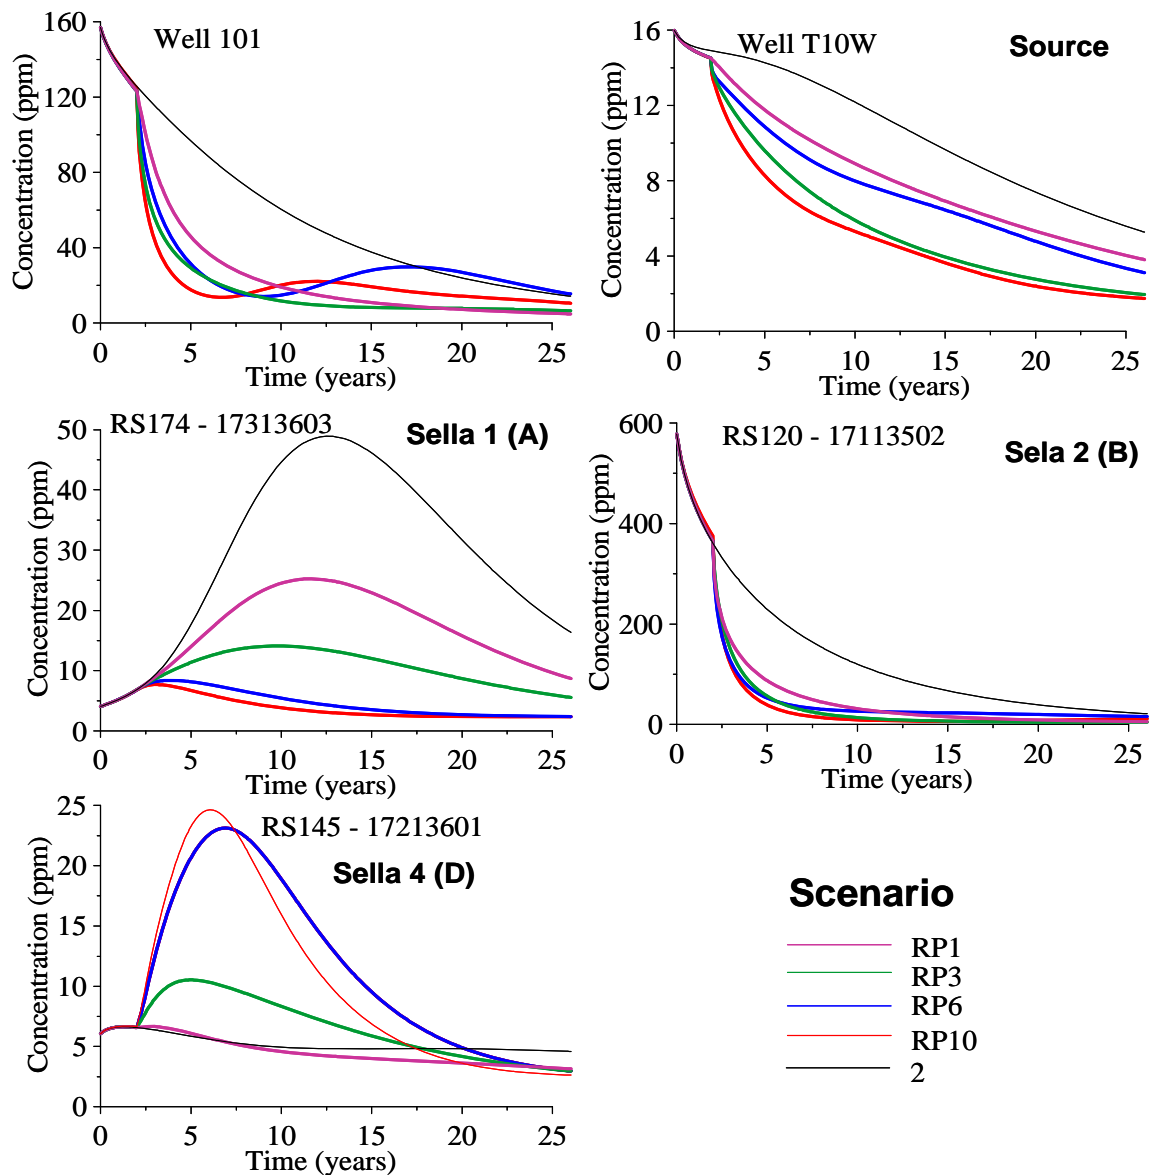 160
120
80
40
0
Concentration (ppm)
Well 101
0 5 10 15 20 25
Time (years)
16
12
8
4
0
Concentration (ppm)
Well T10W
Source
0 5 10 15 20 25
Time (years)
RS174 - 17313603
Sella 1 (A)
50
40
30
20
10
0
Concentration (ppm)
0 5 10 15 20 25
Time (years)
600
400
200
0
Concentration (ppm)
RS120 - 17113502
Sela 2 (B)
0 5 10 15 20 25
Time (years)
25
20
15
10
5
0
Concentration (ppm)
RS145 - 17213601
Sella 4 (D)
0 5 10 15 20 25
Time (years)
Scenario
RP1
RP3
RP6
RP10
2